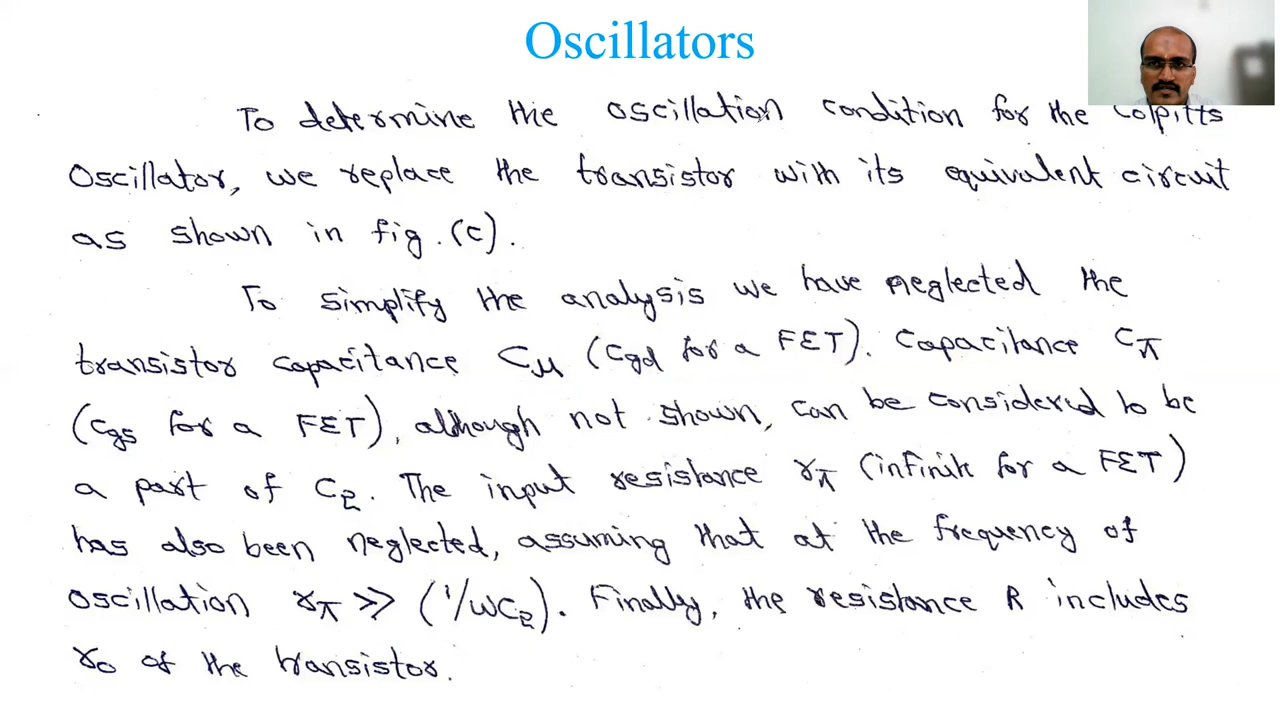 Oscillators
To determine the oscillation condition for the Colpitts
Oscillator, we replace the transistor with its equivalent circuit
as shown in fig. (c).
To simplify the analysis we have neglected the
transistor capacitance Cμ (Cgd for a FET). Capacitance Cπ
(Cgs for a FET), although not shown, can be considered to be
a part of C2. The input resistance rπ (infinite for a FET)
has also been neglected, assuming that at the frequency of
oscillation rπ >> (1/ωC2). Finally, the resistance R includes
ro of the transistor.